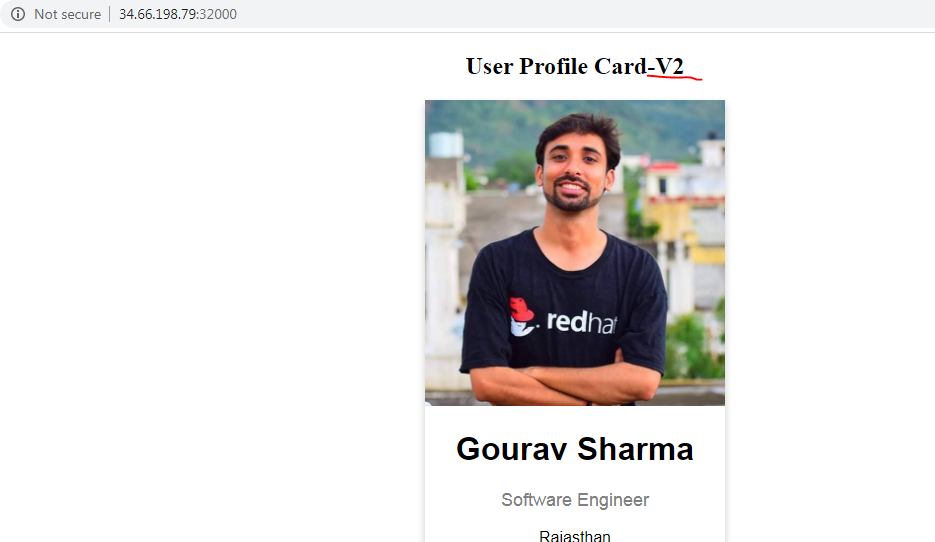 Not secure | 34.66.198.79:32000
User Profile Card-V2
redhat
Gourav Sharma
Software Engineer
Rajasthan